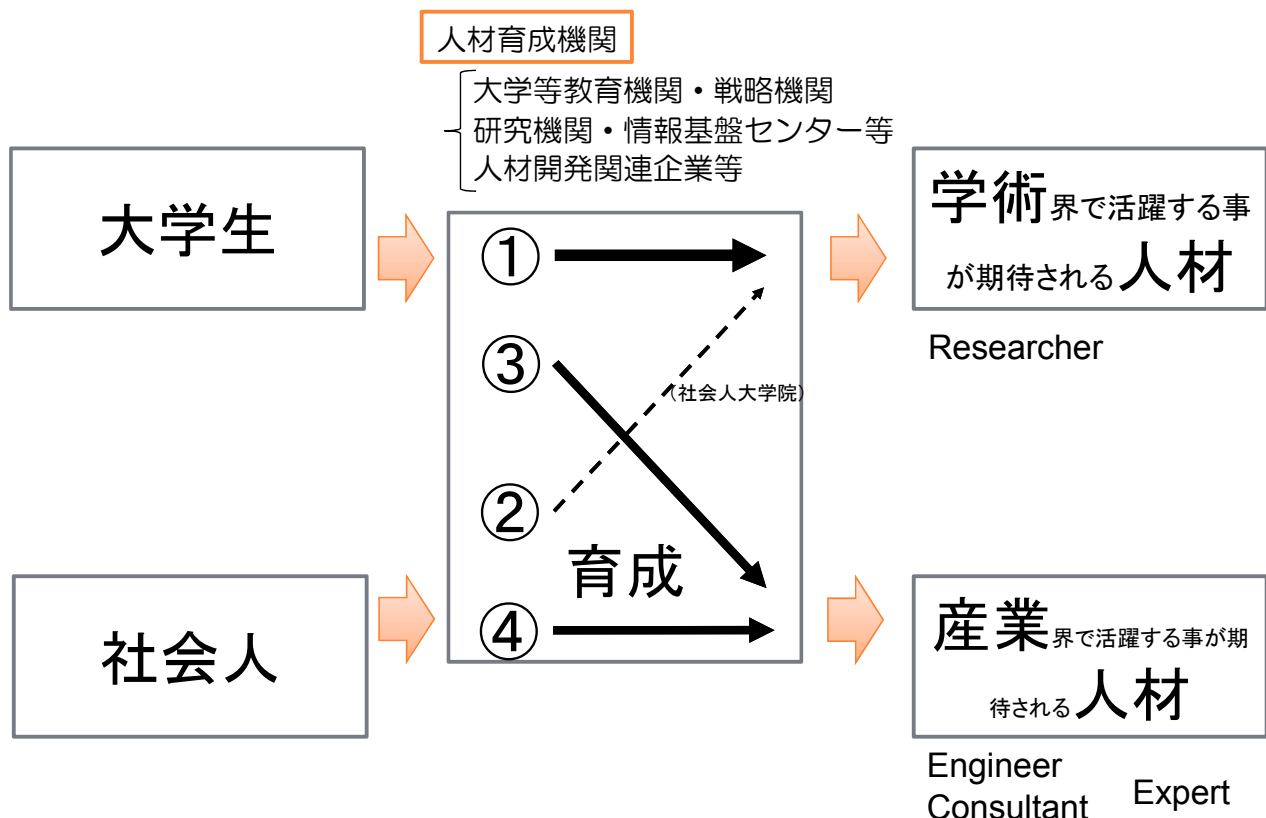 人材育成機関
大学等教育機関・戦略機関
研究機関・情報基盤センター等
人材開発関連企業等
大学生
①
③
(社会人大学院)
②
育成
④
社会人
学術界で活躍する事
が期待される人材
Researcher
産業界で活躍する事が期
待される人材
Engineer
Consultant
Expert